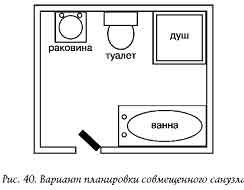 раковина
туалет
душ
ванна
Рис. 40. Вариант планировки совмещенного санузла